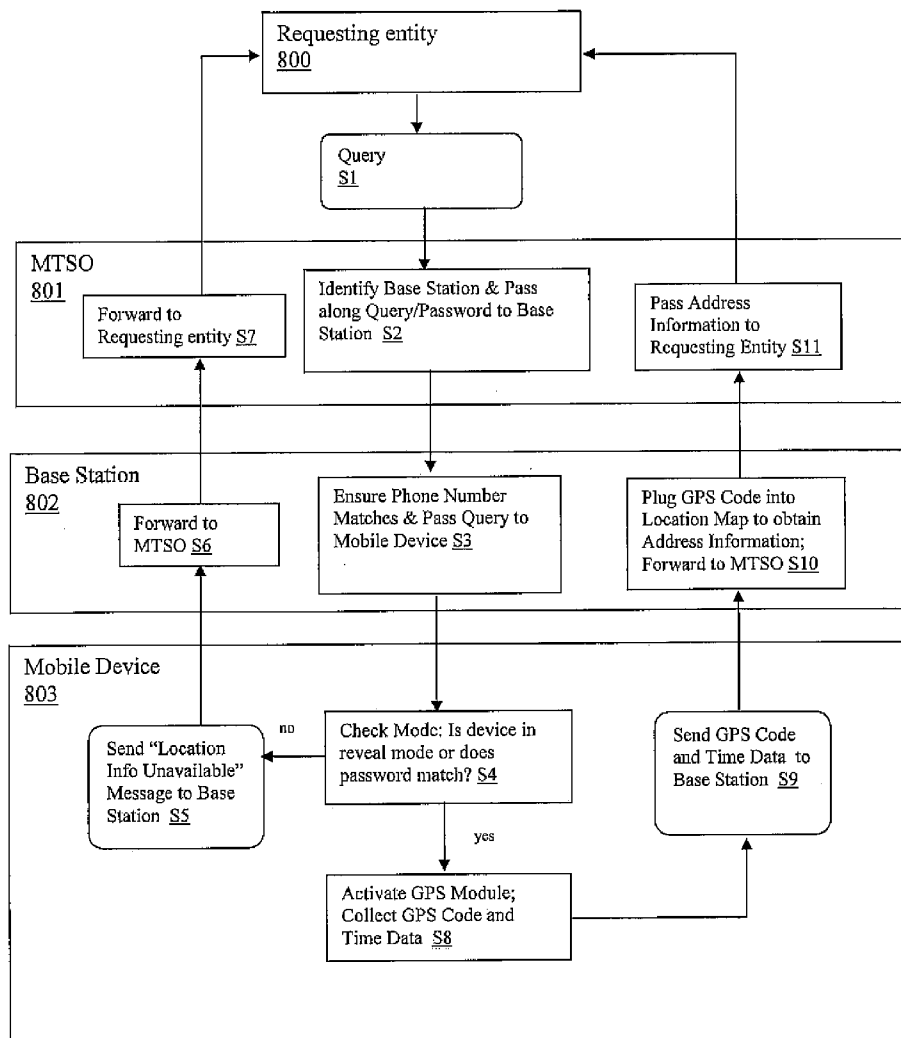 Requesting entity
800
Query
S1
MTSO
801
Forward to
Requesting entity S7
Identify Base Station & Pass
along Query/Password to Base
Station S2
Pass Address
Information to
Requesting Entity S11
Base Station
802
Forward to
MTSO S6
Ensure Phone Number
Matches & Pass Query to
Mobile Device S3
Plug GPS Code into
Location Map to obtain
Address Information;
Forward to MTSO S10
Mobile Device
803
Send “Location
Info Unavailable”
Message to Base
Station S5
no
Check Mode: Is device in
reveal mode or does
password match? S4
Send GPS Code
and Time Data to
Base Station S9
yes
Activate GPS Module;
Collect GPS Code and
Time Data S8